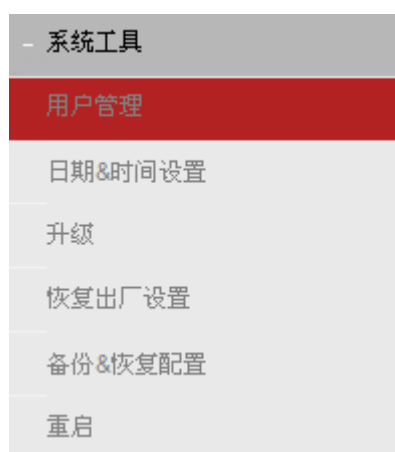 - 系统工具
用户管理
日期&时间设置
升级
恢复出厂设置
备份&恢复配置
重启